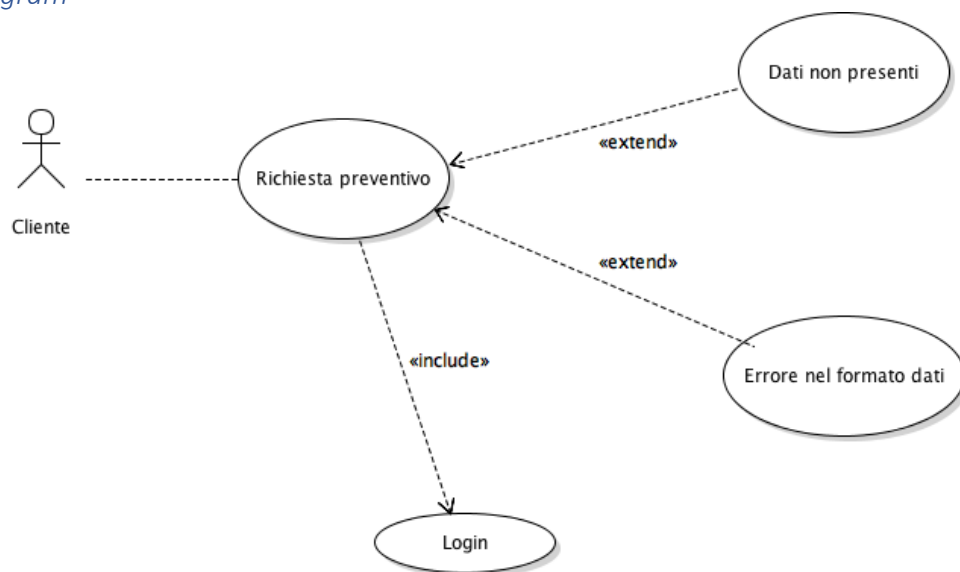 gram
Dati non presenti
«extend»
Richiesta preventivo
Cliente
«extend»
«include»
Errore nel formato dati
Login